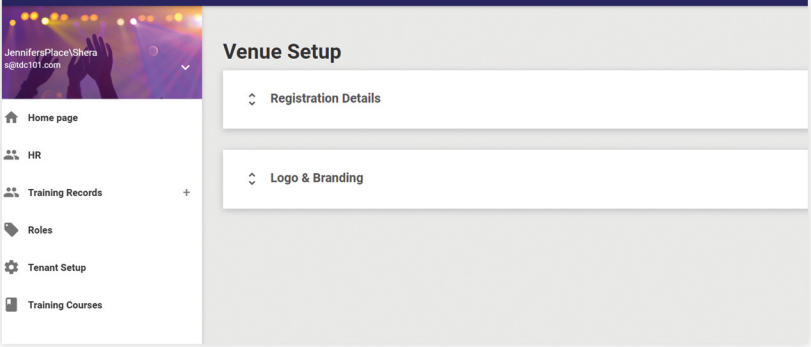 JennifersPlace\Shera
s@tdc101.com
Home page
HR
Training Records +
Roles
Tenant Setup
Training Courses
Venue Setup
Registration Details
Logo & Branding